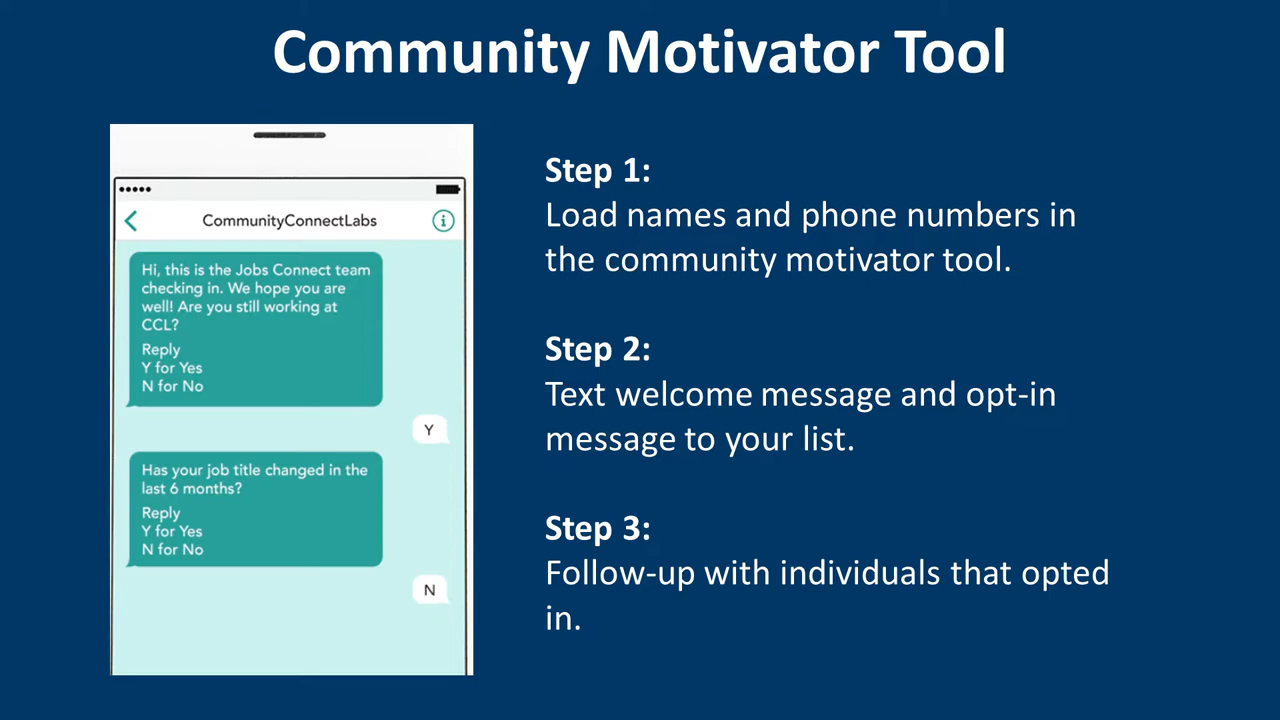 Community Motivator Tool
CommunityConnectLabs
Hi, this is the Jobs Connect team
checking in. We hope you are
well! Are you still working at
CCL?
Reply
Y for Yes
N for No
Y
Has your job title changed in the
last 6 months?
Reply
Y for Yes
N for No
N
Step 1:
Load names and phone numbers in
the community motivator tool.
Step 2:
Text welcome message and opt-in
message to your list.
Step 3:
Follow-up with individuals that opted
in.